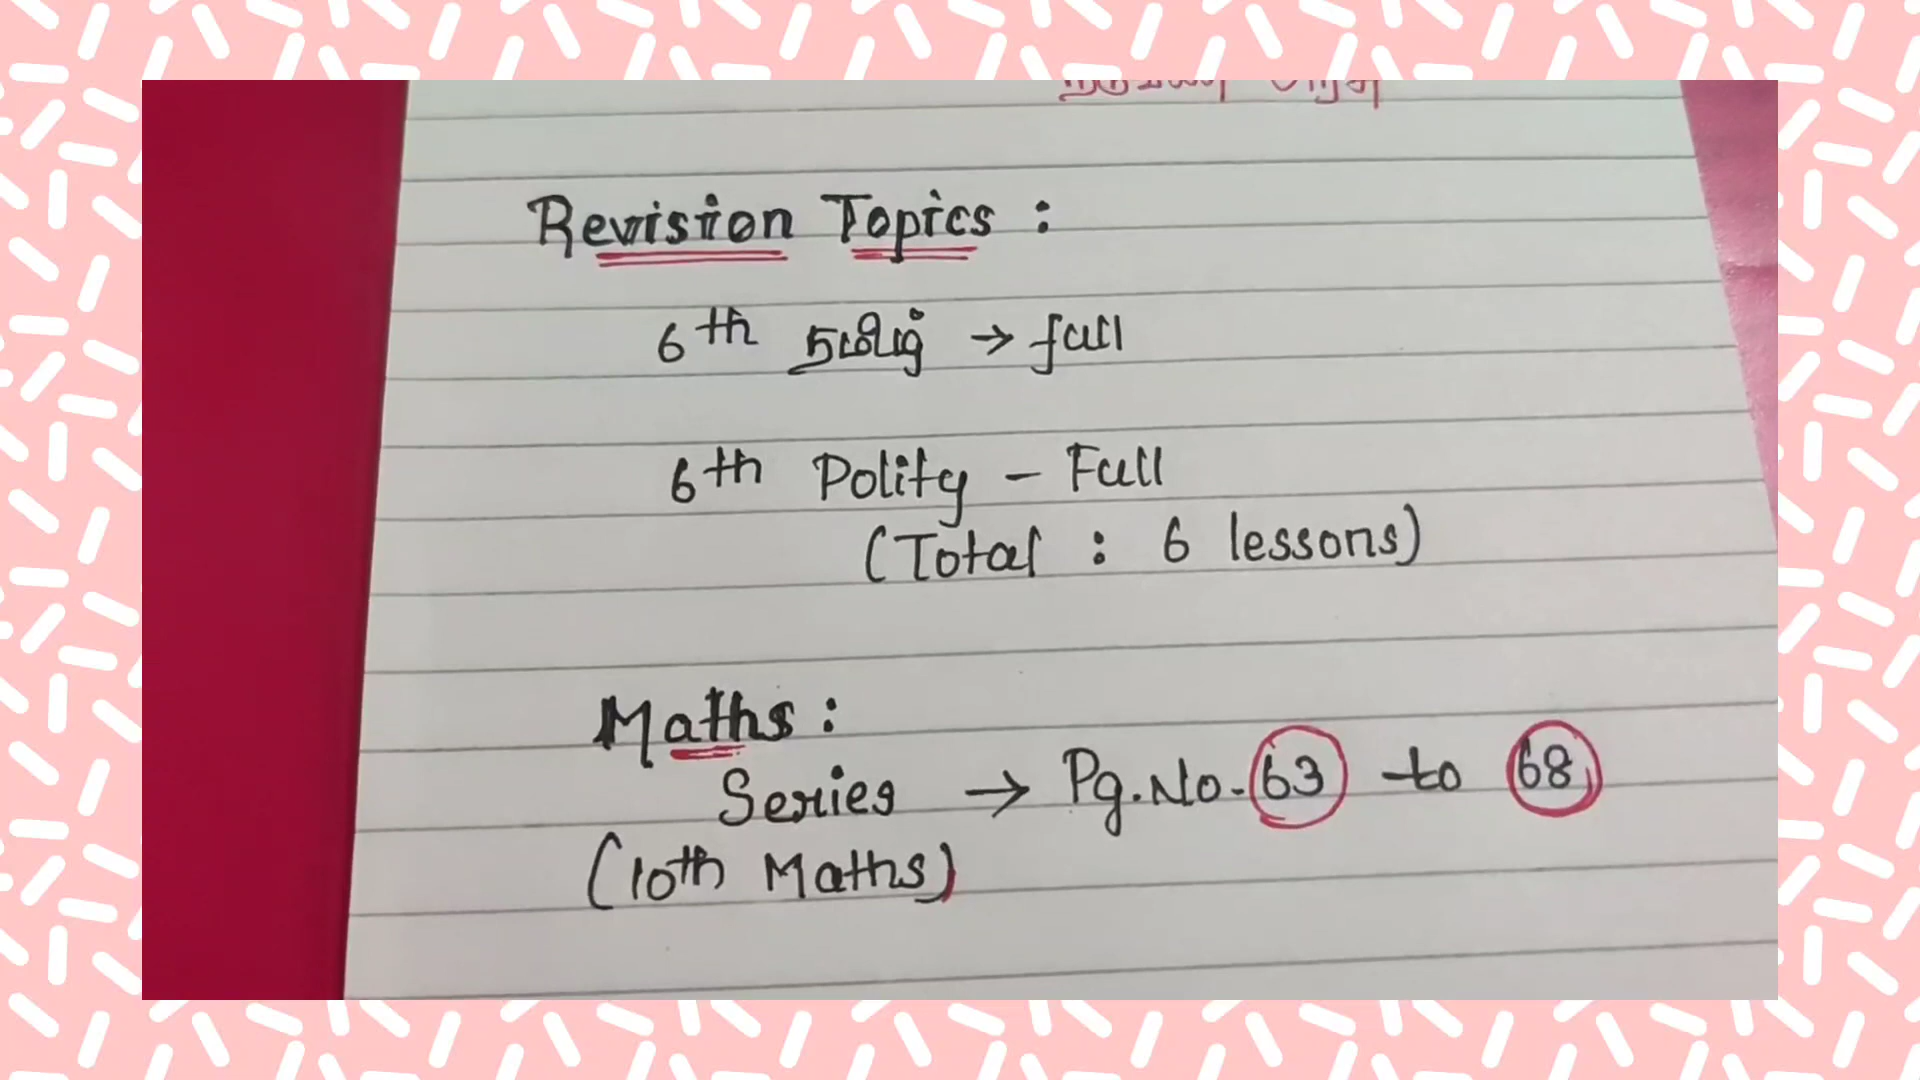 Revision Topics :
6th தமிழ் → full
6th Polity - Full
(Total : 6 lessons)
Maths :
Series → Pg.No.63 to 68
(10th Maths)